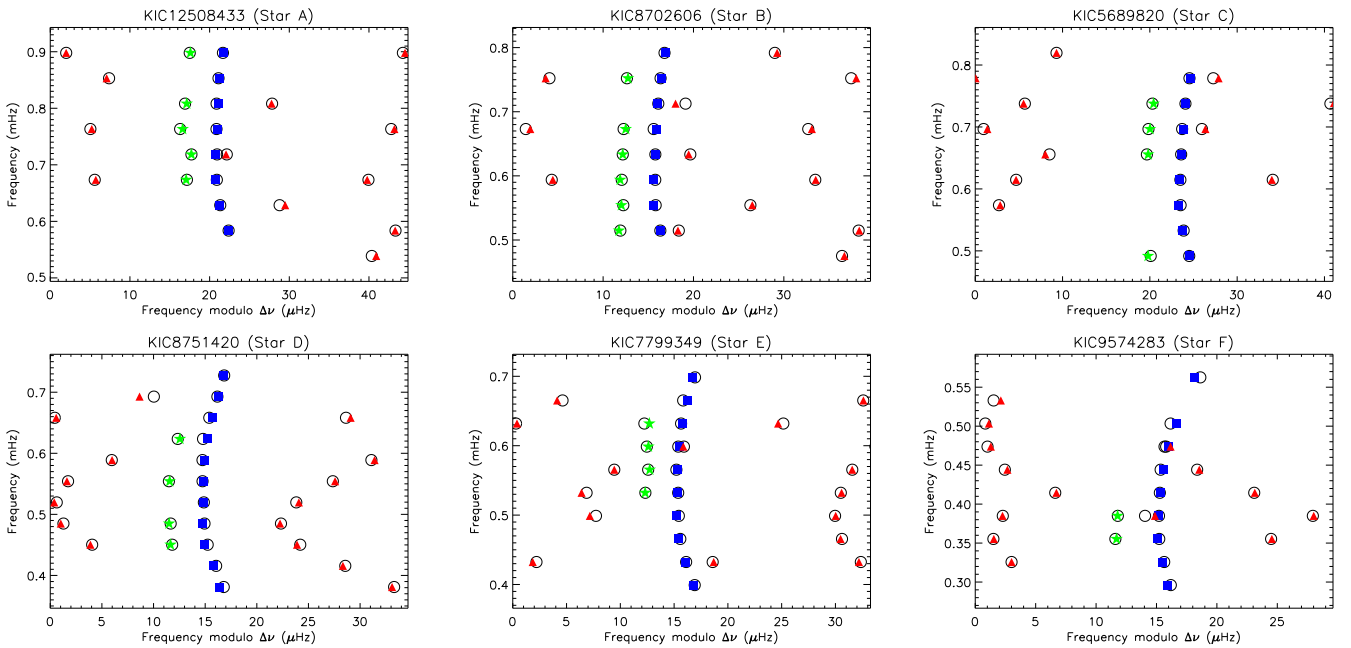 KIC12508433 (Star A)
Frequency (mHz)
0.9
0.8
0.7
0.6
0.5
0 10 20 30 40
Frequency modulo Δν (μHz)
KIC8702606 (Star B)
Frequency (mHz)
0.8
0.7
0.6
0.5
0 10 20 30
Frequency modulo Δν (μHz)
KIC5689820 (Star C)
Frequency (mHz)
0.8
0.7
0.6
0.5
0 10 20 30 40
Frequency modulo Δν (μHz)
KIC8751420 (Star D)
Frequency (mHz)
0.7
0.6
0.5
0.4
0 5 10 15 20 25 30
Frequency modulo Δν (μHz)
KIC7799349 (Star E)
Frequency (mHz)
0.7
0.6
0.5
0.4
0 5 10 15 20 25 30
Frequency modulo Δν (μHz)
KIC9574283 (Star F)
Frequency (mHz)
0.55
0.50
0.45
0.40
0.35
0.30
0 5 10 15 20 25
Frequency modulo Δν (μHz)